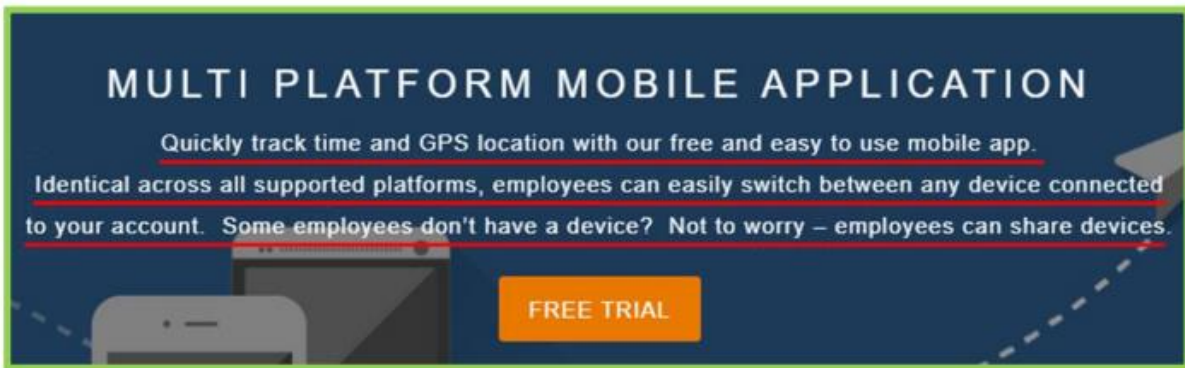 MULTI PLATFORM MOBILE APPLICATION
Quickly track time and GPS location with our free and easy to use mobile app.
Identical across all supported platforms, employees can easily switch between any device connected
to your account.  Some employees don't have a device?  Not to worry – employees can share devices.
FREE TRIAL